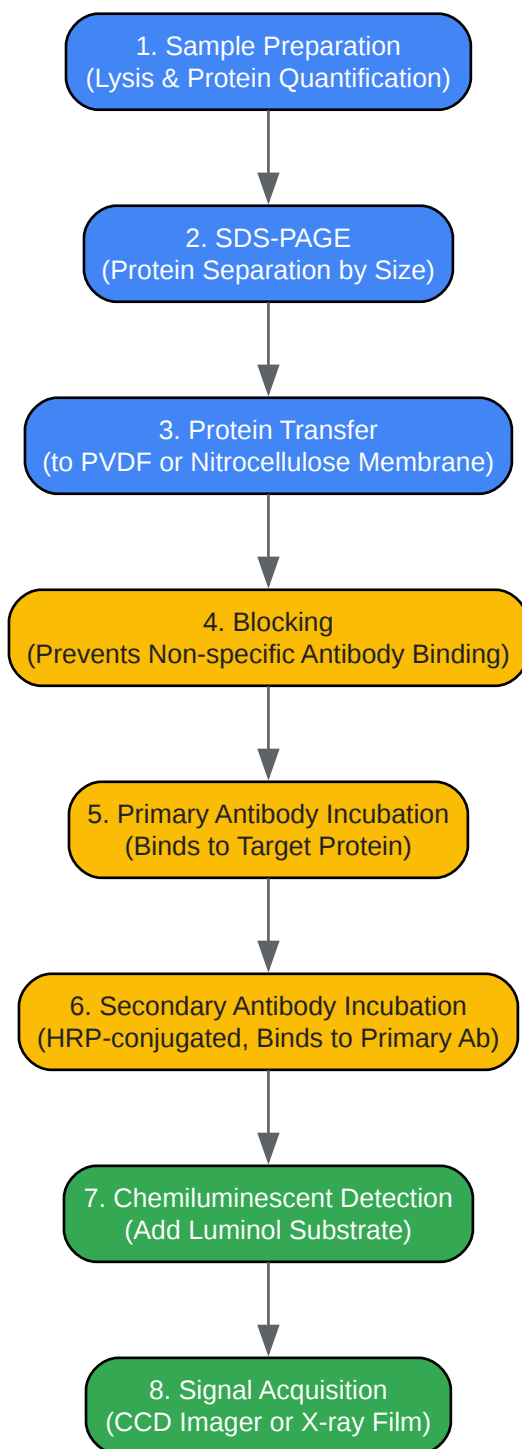 1. Sample Preparation
(Lysis & Protein Quantification)
2. SDS-PAGE
(Protein Separation by Size)
3. Protein Transfer
(to PVDF or Nitrocellulose Membrane)
4. Blocking
(Prevents Non-specific Antibody Binding)
5. Primary Antibody Incubation
(Binds to Target Protein)
6. Secondary Antibody Incubation
(HRP-conjugated, Binds to Primary Ab)
7. Chemiluminescent Detection
(Add Luminol Substrate)
8. Signal Acquisition
(CCD Imager or X-ray Film)